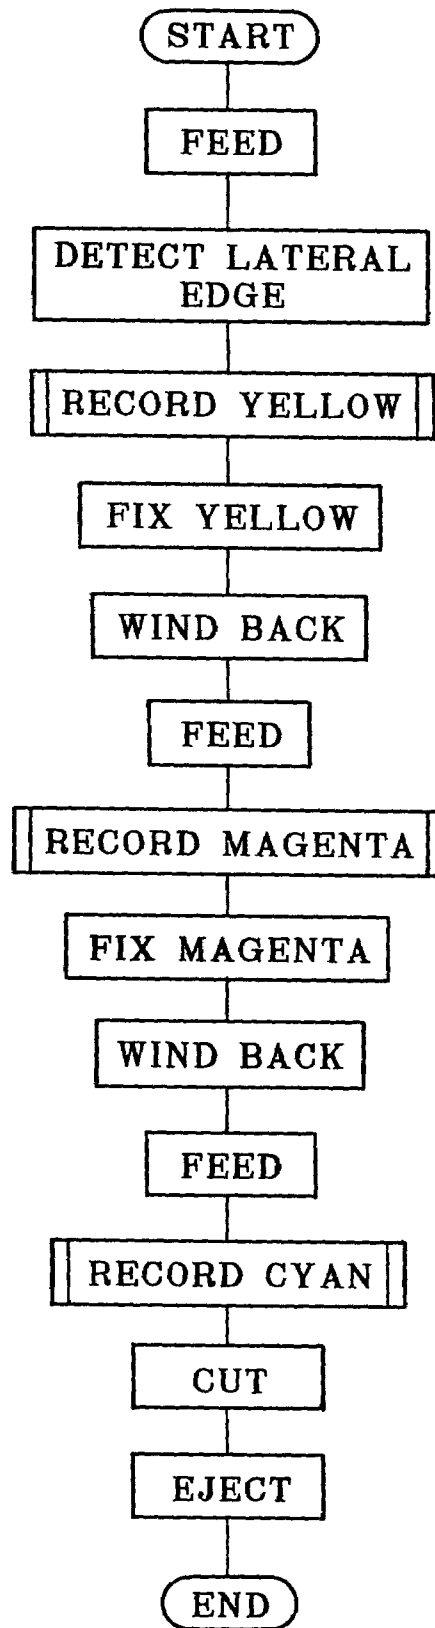 START
FEED
DETECT LATERAL
EDGE
RECORD YELLOW
FIX YELLOW
WIND BACK
FEED
RECORD MAGENTA
FIX MAGENTA
WIND BACK
FEED
RECORD CYAN
CUT
EJECT
END